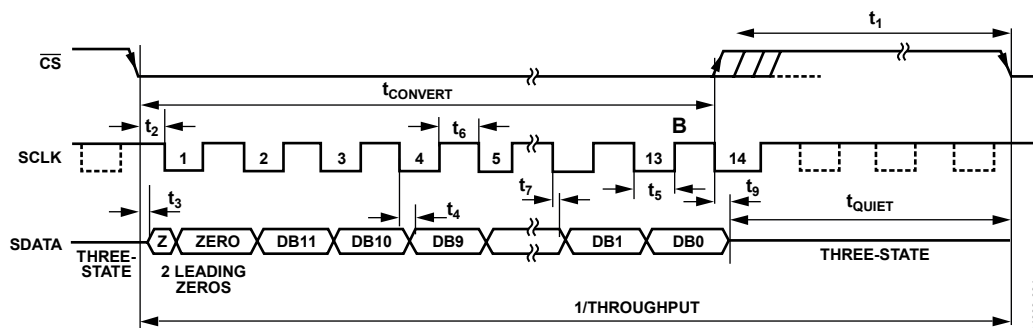 t1
CS
tCONVERT
t2 t6 B
SCLK 1 2 3 4 5 13 14
t3 t4 t7 t5 t9 tQUIET
SDATA Z ZERO DB11 DB10 DB9 DB1 DB0
THREE-STATE 2 LEADING ZEROS THREE-STATE
1/THROUGHPUT